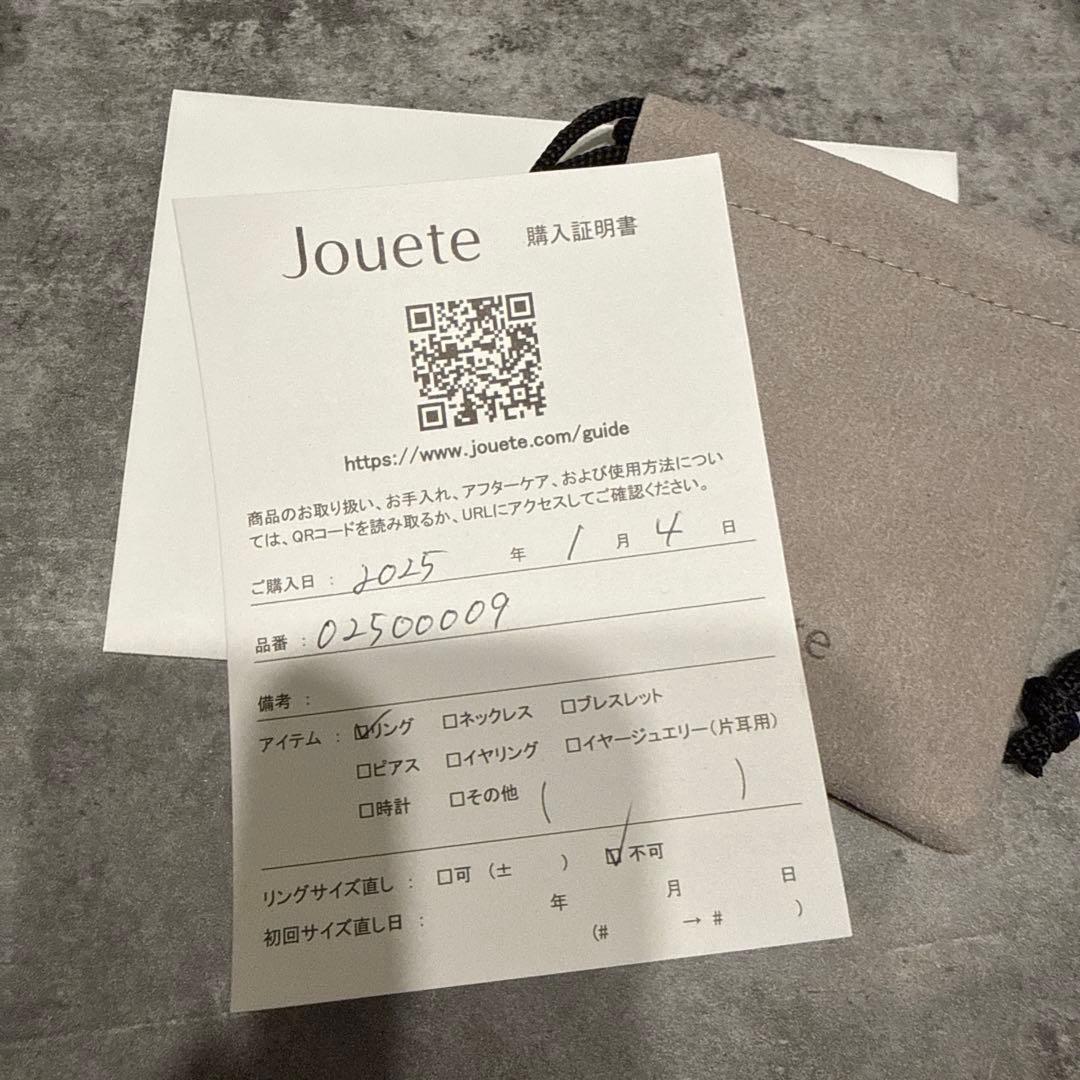 Jouete 購入証明書
https://www.jouete.com/guide
商品のお取り扱い、お手入れ、アフターケア、および使用方法につい
ては、QRコードを読み取るか、URLにアクセスしてご確認ください。
ご購入日 : 2025 年 1 月 4 日
品番 : 02500009
備考 :
アイテム : ☑リング □ネックレス □ブレスレット
□ピアス □イヤリング □イヤージュエリー(片耳用)
□時計 □その他 ( )
リングサイズ直し : □可 (± ) ☑不可
初回サイズ直し日 : 年 月 日
(# → # )
te